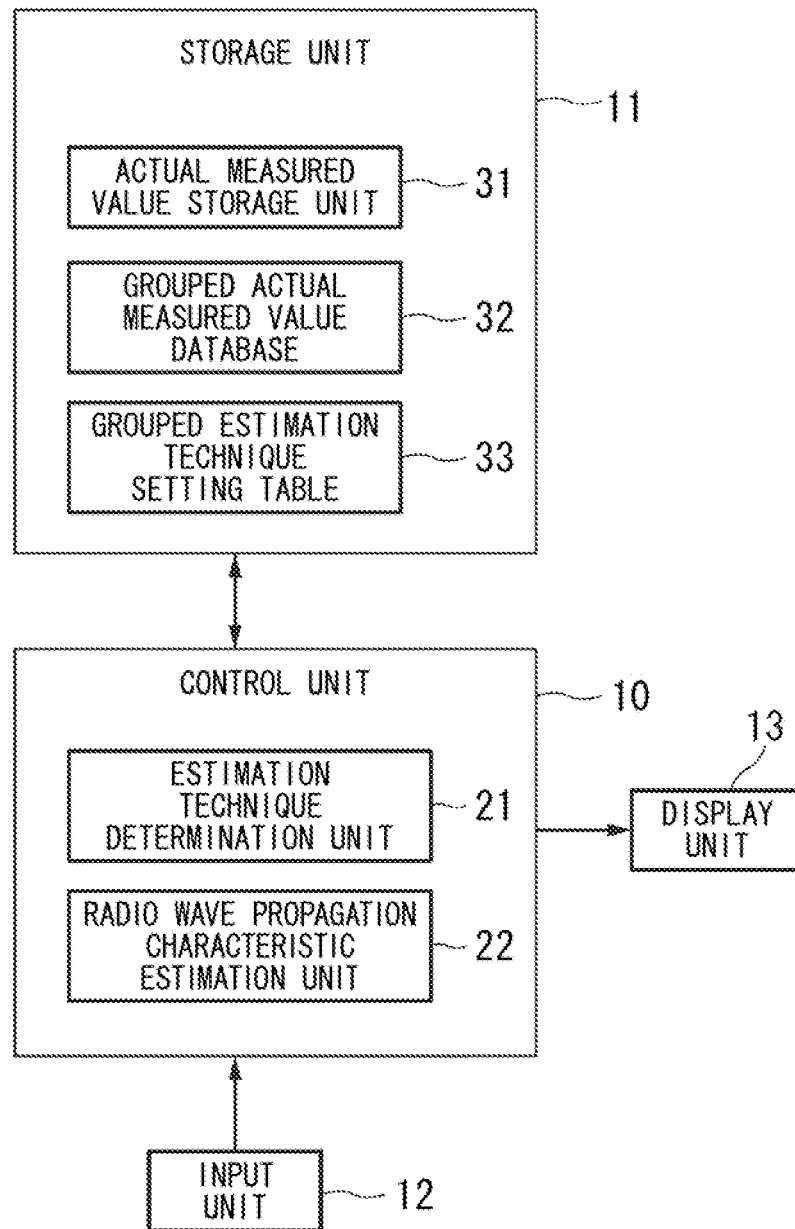 STORAGE UNIT
11
ACTUAL MEASURED
VALUE STORAGE UNIT
31
GROUPED ACTUAL
MEASURED VALUE
DATABASE
32
GROUPED ESTIMATION
TECHNIQUE
SETTING TABLE
33
CONTROL UNIT
10
ESTIMATION
TECHNIQUE
DETERMINATION UNIT
21
RADIO WAVE PROPAGATION
CHARACTERISTIC
ESTIMATION UNIT
22
13
DISPLAY
UNIT
INPUT
UNIT
12